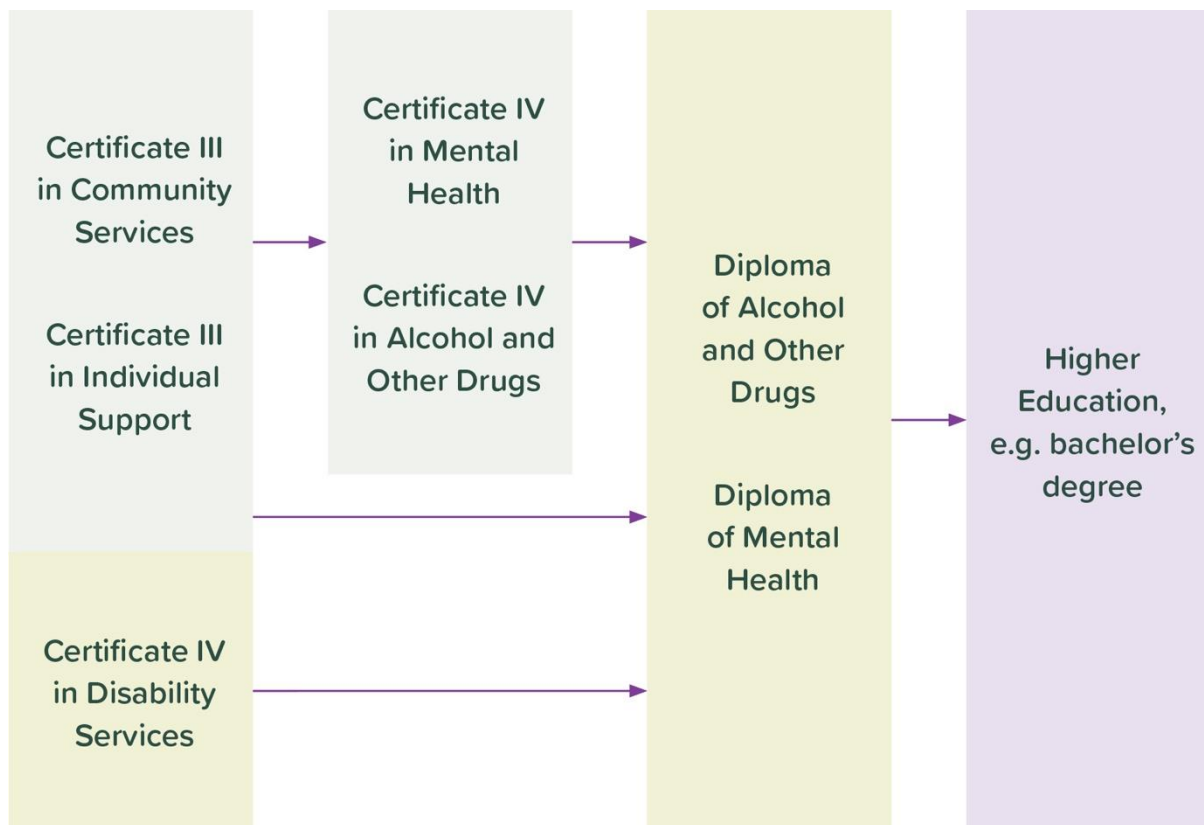 Certificate III
in Community
Services
Certificate III
in Individual
Support
Certificate IV
in Disability
Services
Certificate IV
in Mental
Health
Certificate IV
in Alcohol and
Other Drugs
Diploma
of Alcohol
and Other
Drugs
Diploma
of Mental
Health
Higher
Education,
e.g. bachelor’s
degree